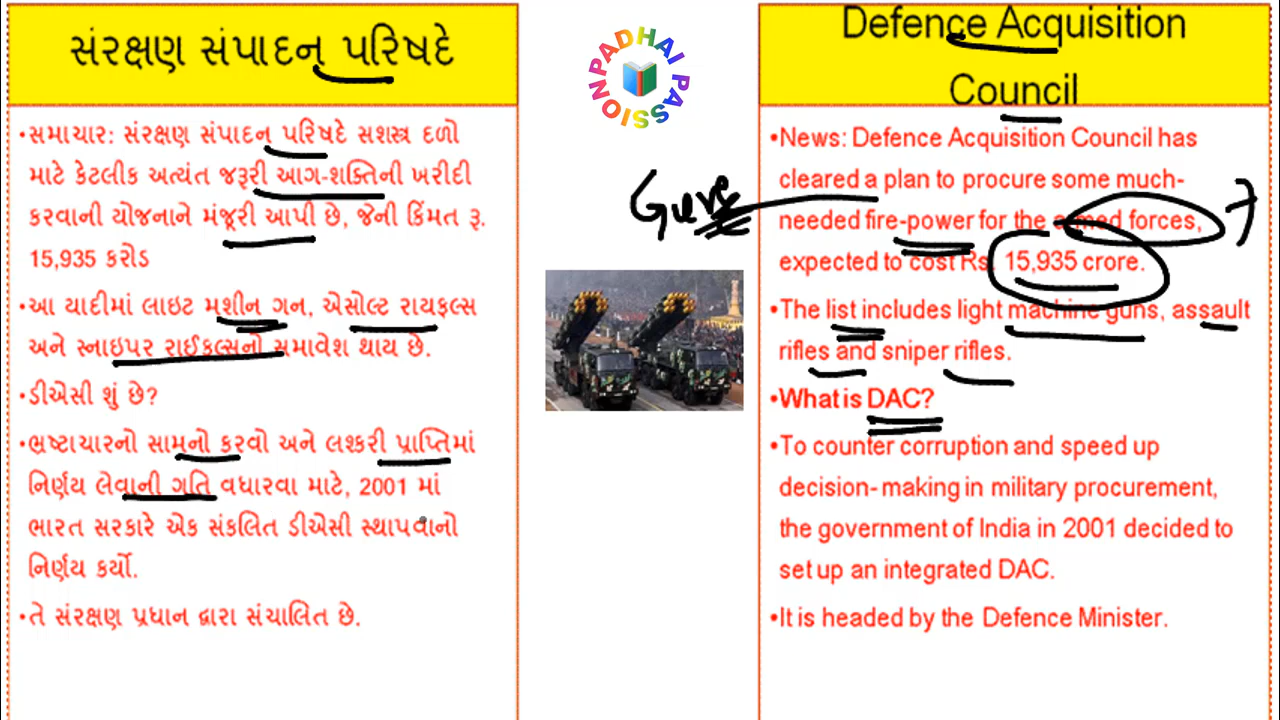 સંરક્ષણ સંપાદન પરિષદે
•સમાચાર: સંરક્ષણ સંપાદન પરિષદે સશસ્ત્ર દળો
માટે કેટલીક અત્યંત જરૂરી આગ-શક્તિની ખરીદી
કરવાની યોજનાને મંજૂરી આપી છે, જેની કિંમત રૂ.
15,935 કરોડ
•આ યાદીમાં લાઇટ મશીન ગન, એસોલ્ટ રાયફલ્સ
અને સ્નાઇપર રાઈફલ્સનો સમાવેશ થાય છે.
•ડીએસી શું છે?
•ભ્રષ્ટાચારનો સામનો કરવો અને લશ્કરી પ્રાપ્તિમાં
નિર્ણય લેવાની ગતિ વધારવા માટે, 2001 માં
ભારત સરકારે એક સંકલિત ડીએસી સ્થાપવાનો
નિર્ણય કર્યો.
•તે સંરક્ષણ પ્રધાન દ્વારા સંચાલિત છે.
PADHAI PASSION
Defence Acquisition
Council
•News: Defence Acquisition Council has
cleared a plan to procure some much-
needed fire-power for the armed forces,
expected to cost Rs. 15,935 crore.
•The list includes light machine guns, assault
rifles and sniper rifles.
•What is DAC?
•To counter corruption and speed up
decision- making in military procurement,
the government of India in 2001 decided to
set up an integrated DAC.
•It is headed by the Defence Minister.